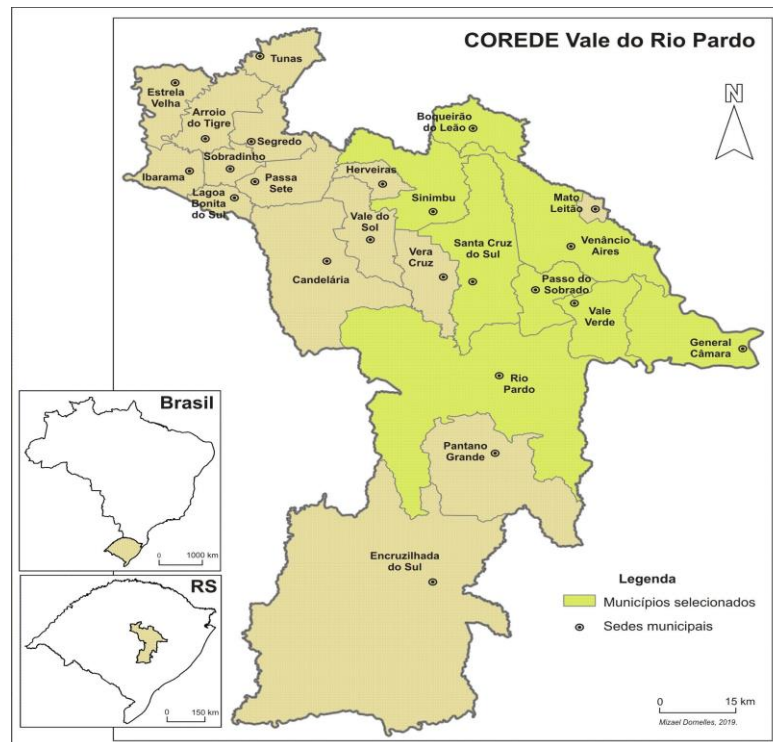 COREDE Vale do Rio Pardo
N
Tunas
Estrela
Velha
Arroio
do Tigre
Segredo
Sobradinho
Ibarama
Passa
Sete
Lagoa
Bonita
do Sul
Boqueirão
do Leão
Herveiras
Sinimbu
Mato
Leitão
Vale do
Sol
Vera
Cruz
Santa Cruz
do Sul
Venâncio
Aires
Candelária
Passo do
Sobrado
Vale
Verde
General
Câmara
Rio
Pardo
Pantano
Grande
Encruzilhada
do Sul
Brasil
0 1000 km
RS
0 150 km
Legenda
Municípios selecionados
Sedes municipais
0 15 km
Mizael Dornelles, 2019.